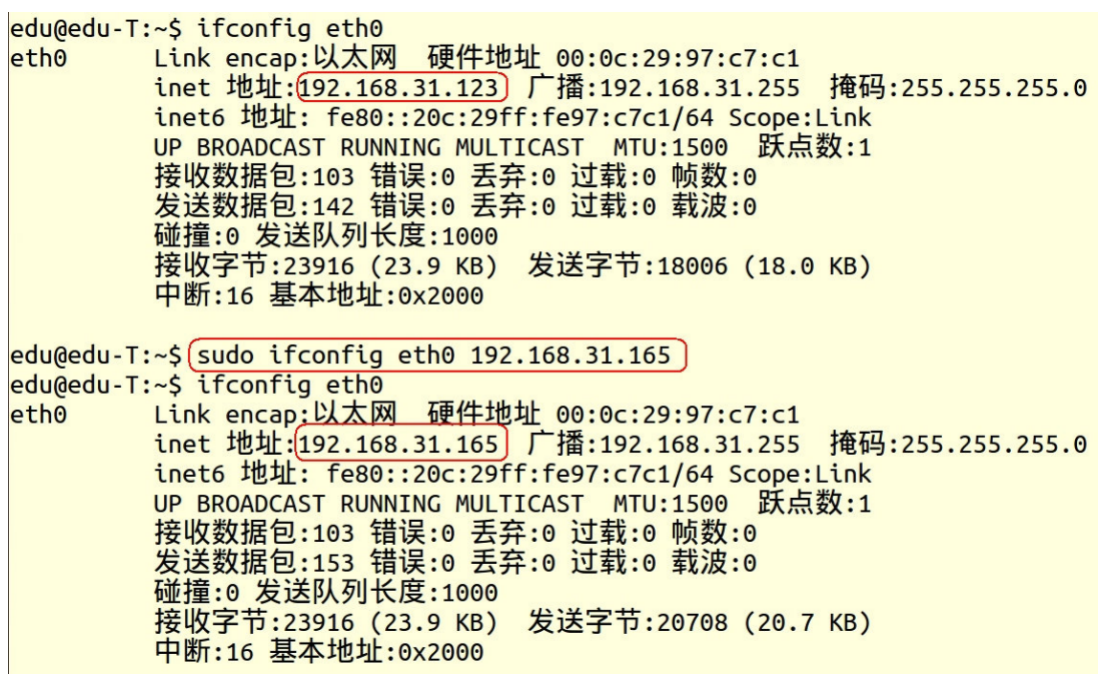 edu@edu-T:~$ ifconfig eth0
eth0 Link encap:以太网 硬件地址 00:0c:29:97:c7:c1
inet 地址:192.168.31.123 广播:192.168.31.255 掩码:255.255.255.0
inet6 地址: fe80::20c:29ff:fe97:c7c1/64 Scope:Link
UP BROADCAST RUNNING MULTICAST MTU:1500 跃点数:1
接收数据包:103 错误:0 丢弃:0 过载:0 帧数:0
发送数据包:142 错误:0 丢弃:0 过载:0 载波:0
碰撞:0 发送队列长度:1000
接收字节:23916 (23.9 KB) 发送字节:18006 (18.0 KB)
中断:16 基本地址:0x2000
edu@edu-T:~$ sudo ifconfig eth0 192.168.31.165
edu@edu-T:~$ ifconfig eth0
eth0 Link encap:以太网 硬件地址 00:0c:29:97:c7:c1
inet 地址:192.168.31.165 广播:192.168.31.255 掩码:255.255.255.0
inet6 地址: fe80::20c:29ff:fe97:c7c1/64 Scope:Link
UP BROADCAST RUNNING MULTICAST MTU:1500 跃点数:1
接收数据包:103 错误:0 丢弃:0 过载:0 帧数:0
发送数据包:153 错误:0 丢弃:0 过载:0 载波:0
碰撞:0 发送队列长度:1000
接收字节:23916 (23.9 KB) 发送字节:20708 (20.7 KB)
中断:16 基本地址:0x2000